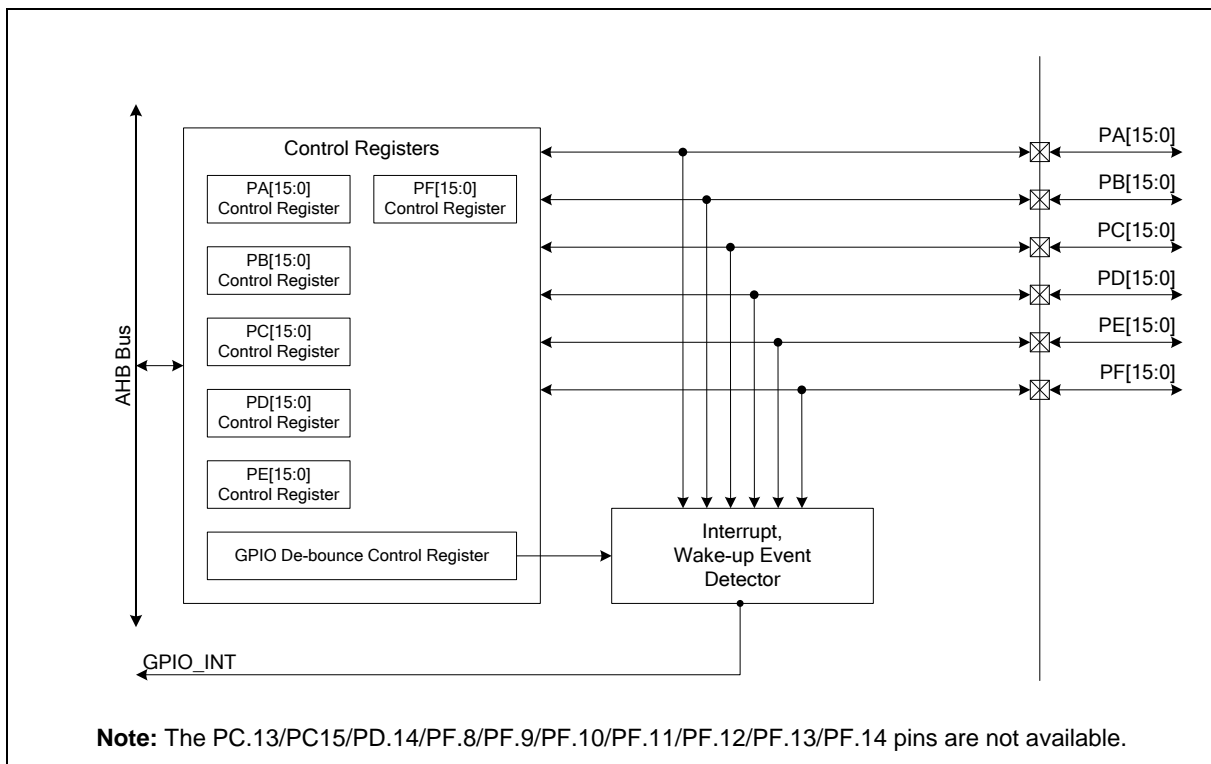 Control Registers
PA[15:0]
Control Register
PF[15:0]
Control Register
PB[15:0]
Control Register
PC[15:0]
Control Register
PD[15:0]
Control Register
PE[15:0]
Control Register
GPIO De-bounce Control Register
AHB Bus
PA[15:0]
PB[15:0]
PC[15:0]
PD[15:0]
PE[15:0]
PF[15:0]
Interrupt,
Wake-up Event
Detector
GPIO_INT
Note: The PC.13/PC15/PD.14/PF.8/PF.9/PF.10/PF.11/PF.12/PF.13/PF.14 pins are not available.